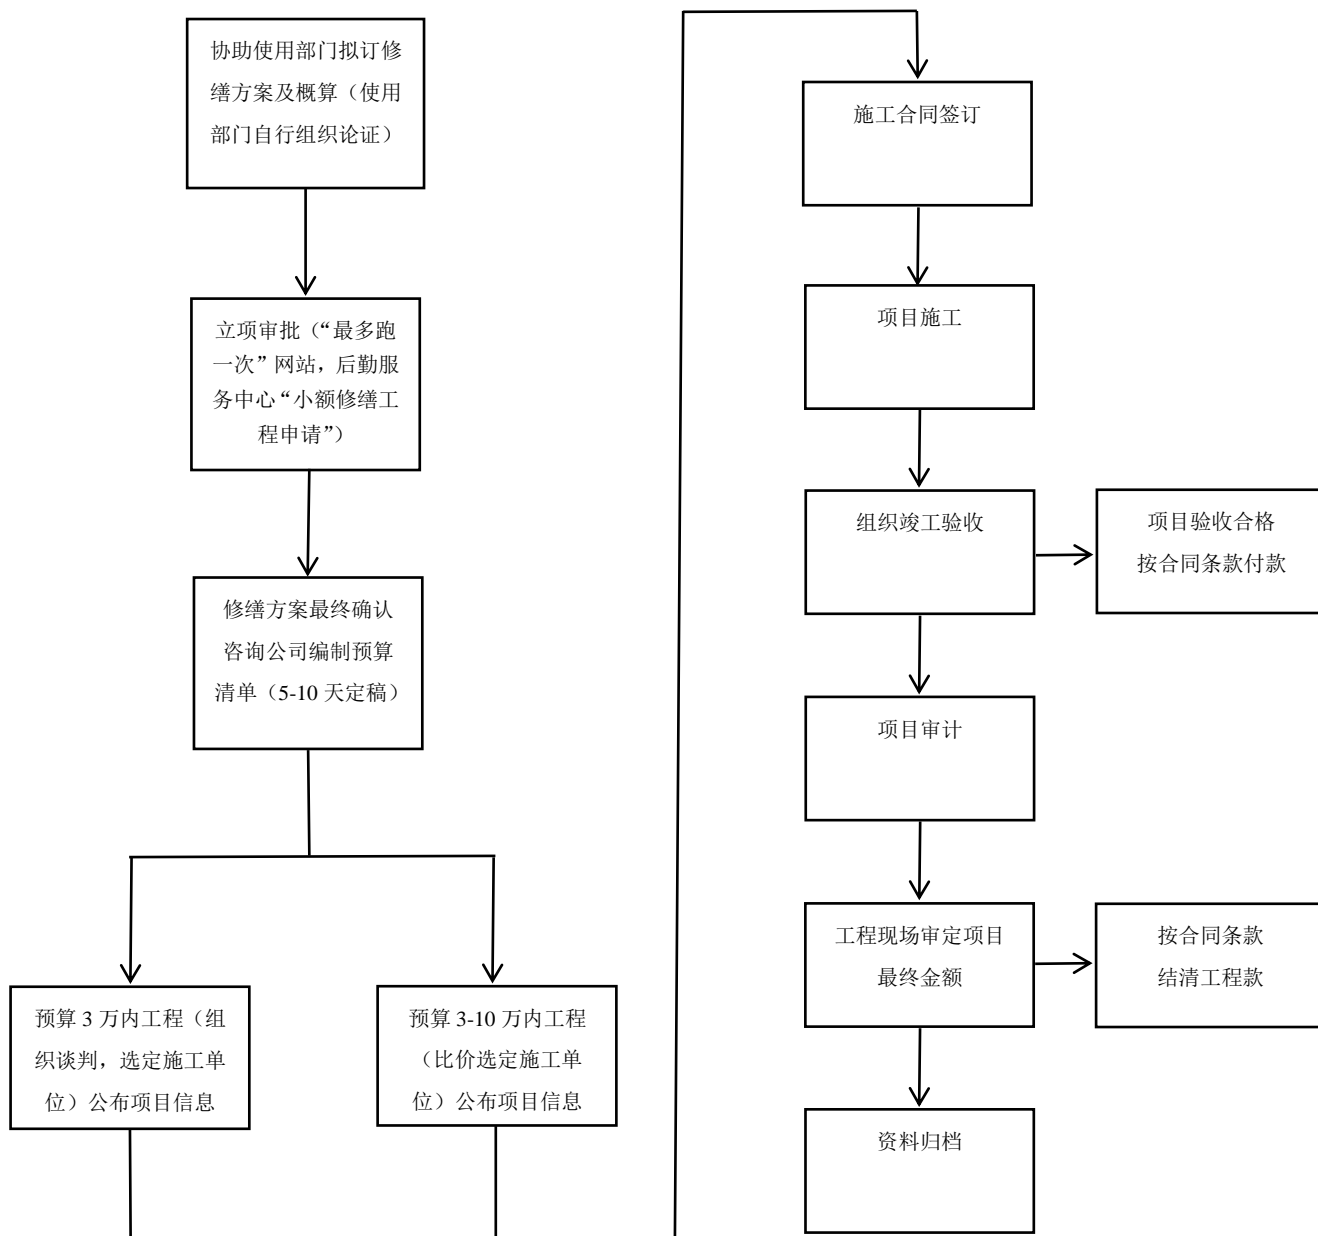 协助使用部门拟订修
缮方案及概算（使用
部门自行组织论证）
立项审批（“最多跑
一次”网站，后勤服
务中心“小额修缮工
程申请”）
修缮方案最终确认
咨询公司编制预算
清单（5-10 天定稿）
预算 3 万内工程（组
织谈判，选定施工单
位）公布项目信息
预算 3-10 万内工程
（比价选定施工单
位）公布项目信息
施工合同签订
项目施工
组织竣工验收
项目验收合格
按合同条款付款
项目审计
工程现场审定项目
最终金额
按合同条款
结清工程款
资料归档